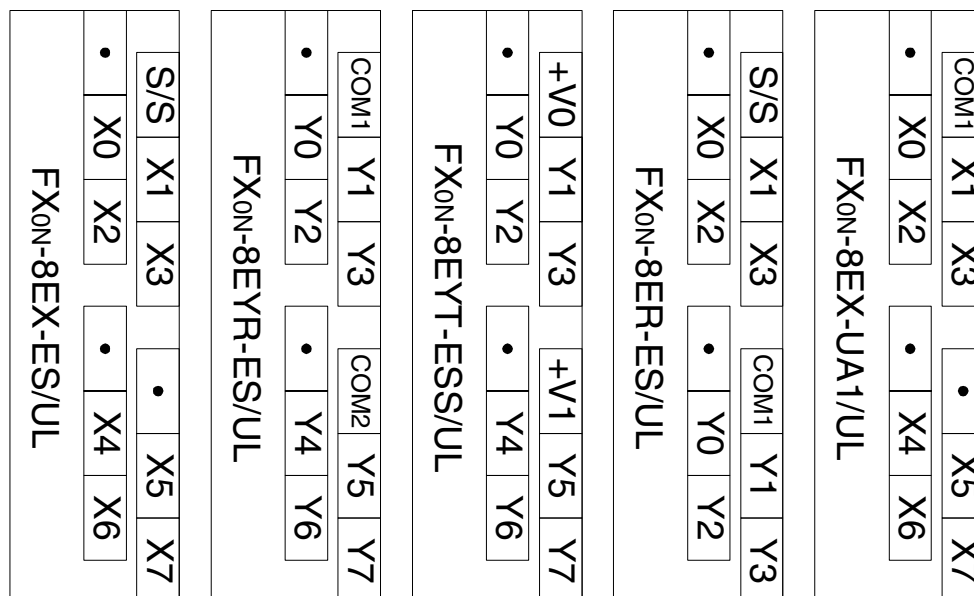 COM1 X1 X3 • X5 X7
• X0 X2 • X4 X6
FX0N-8EX-UA1/UL
S/S X1 X3 COM1 Y1 Y3
• X0 X2 • Y0 Y2
FX0N-8ER-ES/UL
+V0 Y1 Y3 +V1 Y5 Y7
• Y0 Y2 • Y4 Y6
FX0N-8EYT-ESS/UL
COM1 Y1 Y3 COM2 Y5 Y7
• Y0 Y2 • Y4 Y6
FX0N-8EYR-ES/UL
S/S X1 X3 • X5 X7
• X0 X2 • X4 X6
FX0N-8EX-ES/UL